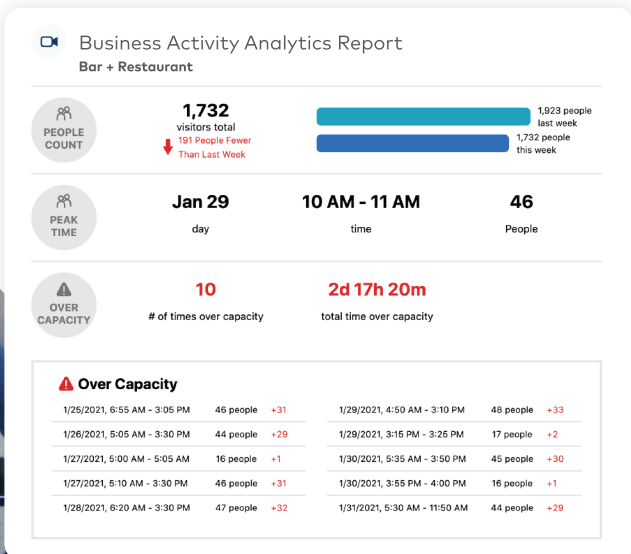 Business Activity Analytics Report
Bar + Restaurant
PEOPLE
COUNT
1,732
visitors total
191 People Fewer
Than Last Week
1,923 people
last week
1,732 people
this week
PEAK
TIME
Jan 29
day
10 AM - 11 AM
time
46
People
OVER
CAPACITY
10
# of times over capacity
2d 17h 20m
total time over capacity
Over Capacity
1/25/2021, 6:55 AM - 3:05 PM 46 people +31
1/26/2021, 5:05 AM - 3:30 PM 44 people +29
1/27/2021, 5:00 AM - 5:05 AM 16 people +1
1/27/2021, 5:10 AM - 3:30 PM 46 people +31
1/28/2021, 6:20 AM - 3:30 PM 47 people +32
1/29/2021, 4:50 AM - 3:10 PM 48 people +33
1/29/2021, 3:15 PM - 3:25 PM 17 people +2
1/30/2021, 5:35 AM - 3:50 PM 45 people +30
1/30/2021, 3:55 PM - 4:00 PM 16 people +1
1/31/2021, 5:30 AM - 11:50 AM 44 people +29